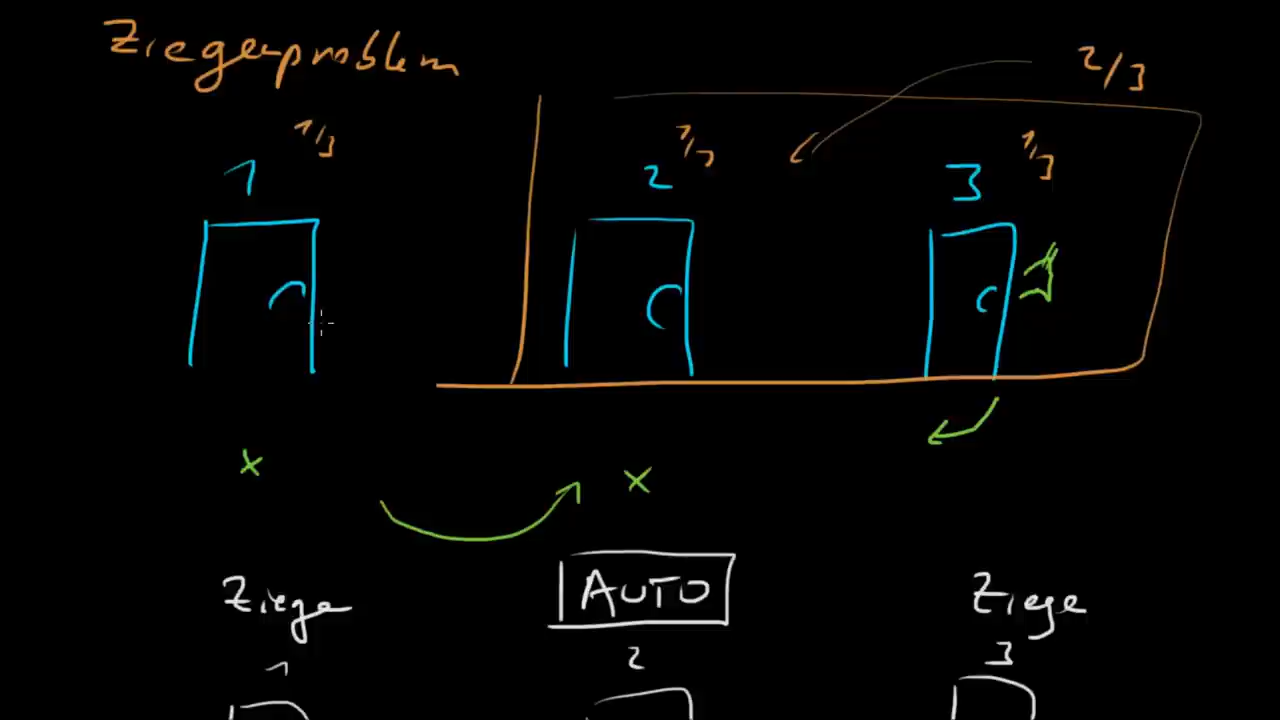 Ziegenproblem
2/3
1/3 1/3 1/3
1 2 3
x x
Ziege AUTO Ziege
1 2 3